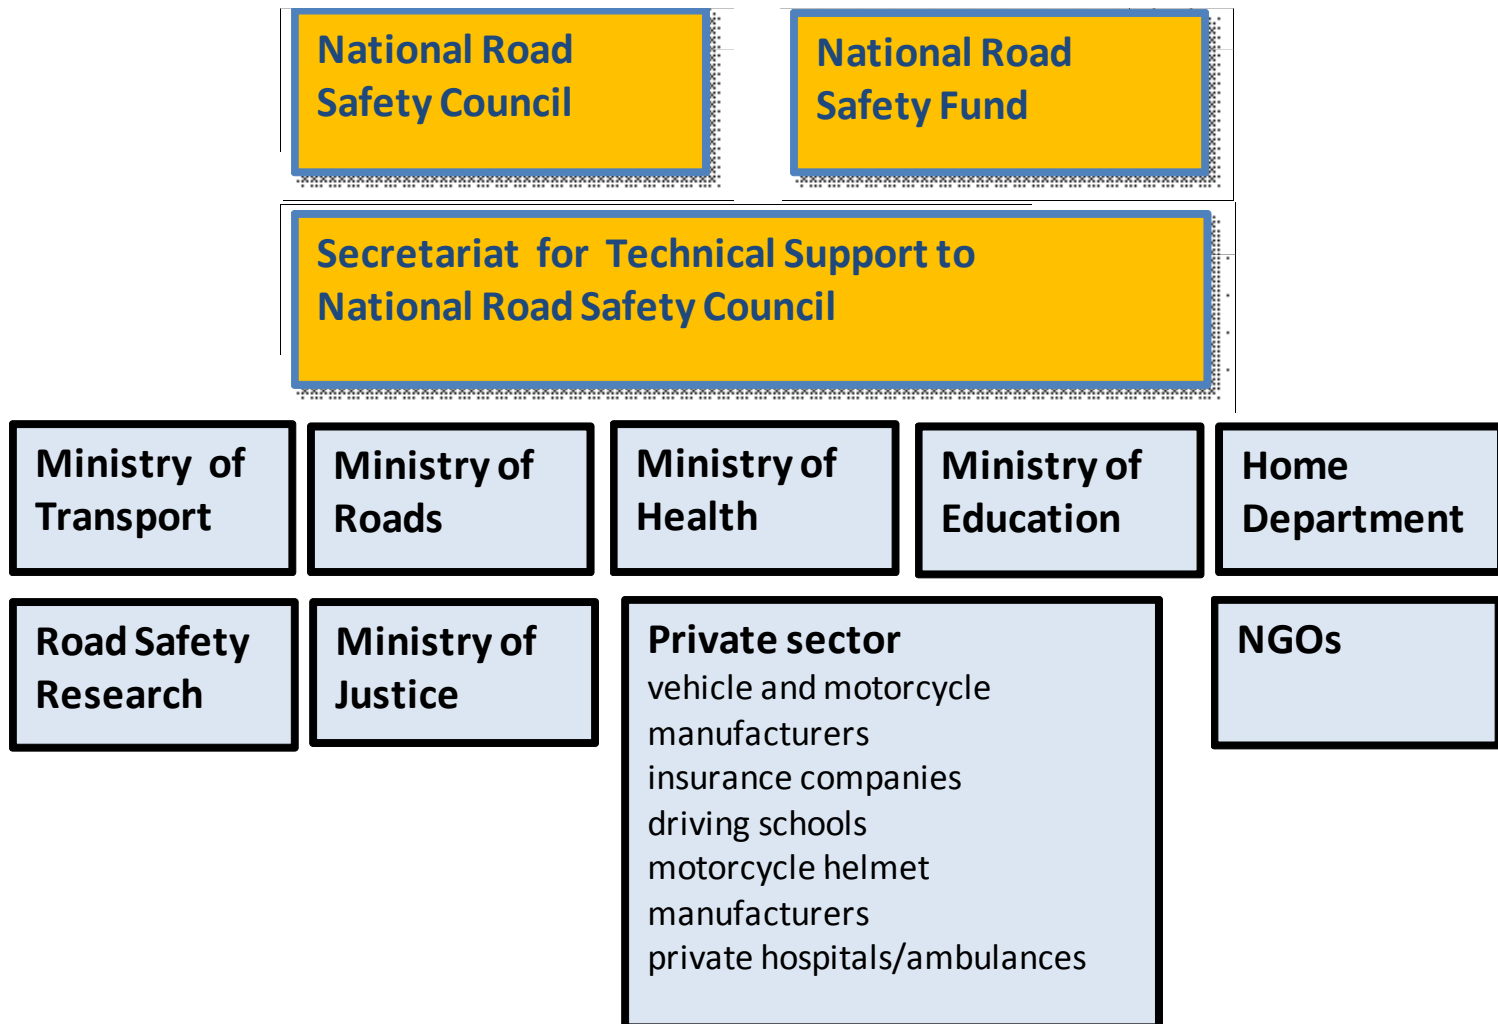 National Road
Safety Council
National Road
Safety Fund
Secretariat for Technical Support to
National Road Safety Council
Ministry of
Transport
Ministry of
Roads
Ministry of
Health
Ministry of
Education
Home
Department
Road Safety
Research
Ministry of
Justice
Private sector
vehicle and motorcycle
manufacturers
insurance companies
driving schools
motorcycle helmet
manufacturers
private hospitals/ambulances
NGOs